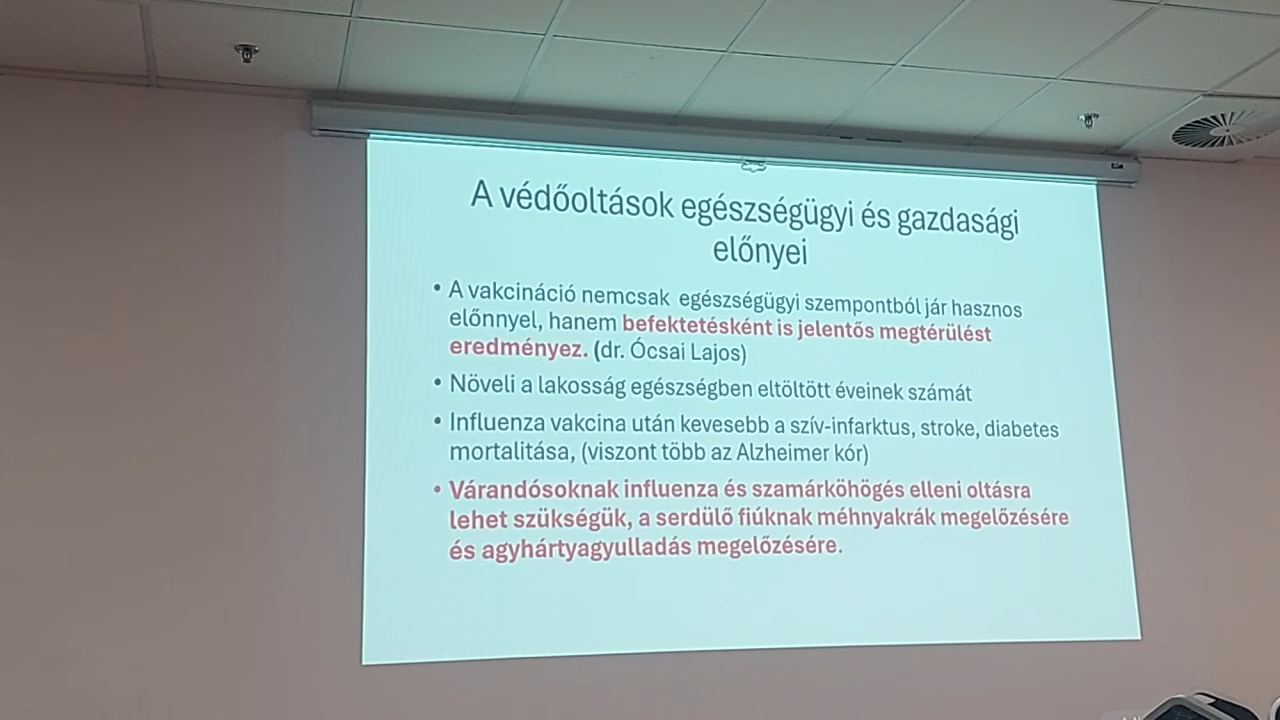 A védőoltások egészségügyi és gazdasági
előnyei
• A vakcináció nemcsak egészségügyi szempontból jár hasznos
előnnyel, hanem befektetésként is jelentős megtérülést
eredményez. (dr. Ócsai Lajos)
• Növeli a lakosság egészségben eltöltött éveinek számát
• Influenza vakcina után kevesebb a szív-infarktus, stroke, diabetes
mortalitása, (viszont több az Alzheimer kór)
• Várandósoknak influenza és szamárköhögés elleni oltásra
lehet szükségük, a serdülő fiúknak méhnyakrák megelőzésére
és agyhártyagyulladás megelőzésére.